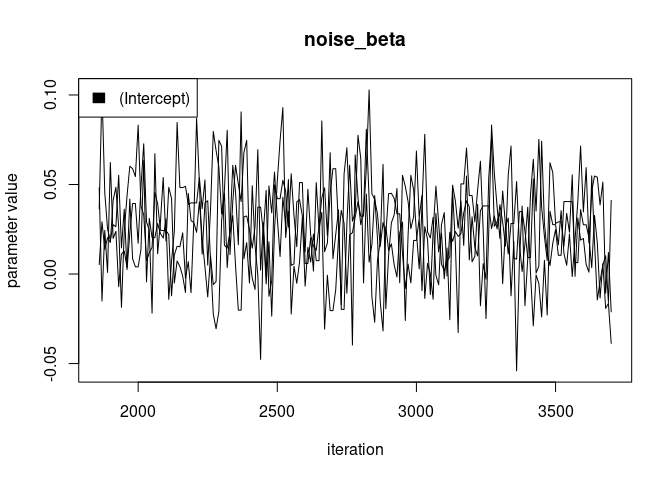 noise_beta
(Intercept)
0.10
0.05
0.00
-0.05
parameter value
2000 2500 3000 3500
iteration